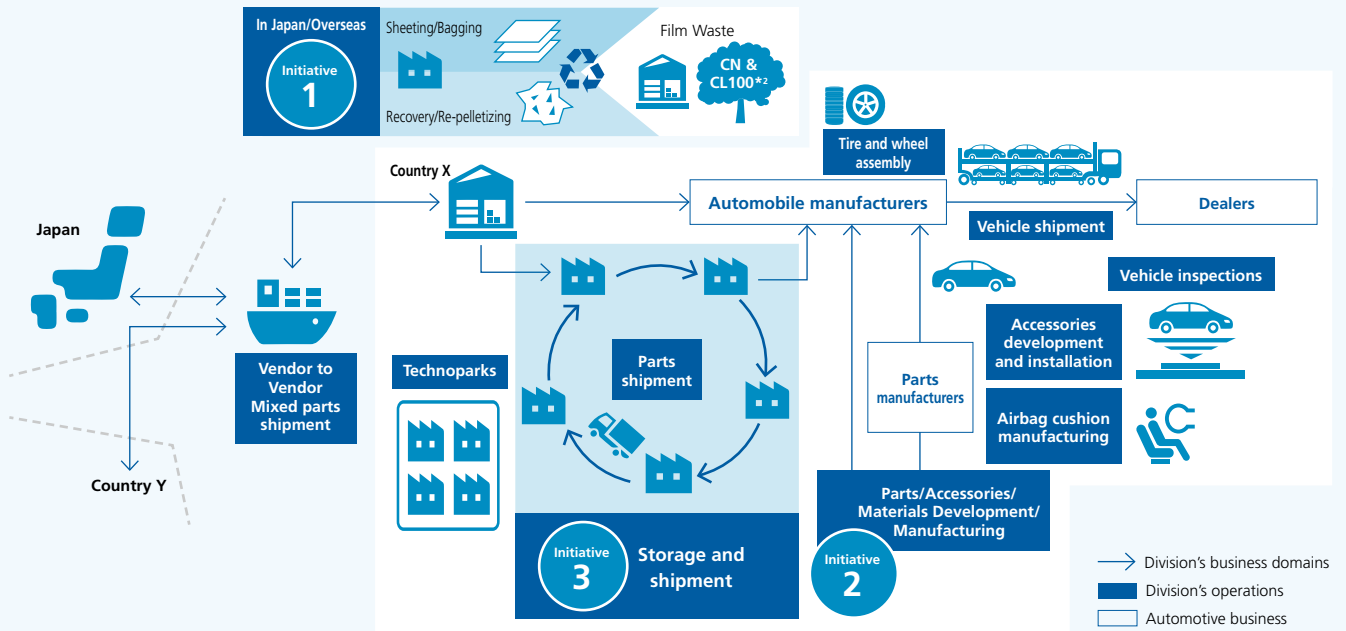 In Japan/Overseas
Initiative
1
Sheeting/Bagging
Recovery/Re-pelletizing
Film Waste
CN &
CL100*2
Tire and wheel
assembly
Country X
Automobile manufacturers
Dealers
Vehicle shipment
Japan
Vehicle inspections
Accessories
development
and installation
Vendor to
Vendor
Mixed parts
shipment
Technoparks
Parts
shipment
Parts
manufacturers
Airbag cushion
manufacturing
Country Y
Parts/Accessories/
Materials Development/
Manufacturing
Initiative
3
Storage and
shipment
Initiative
2
Division's business domains
Division's operations
Automotive business